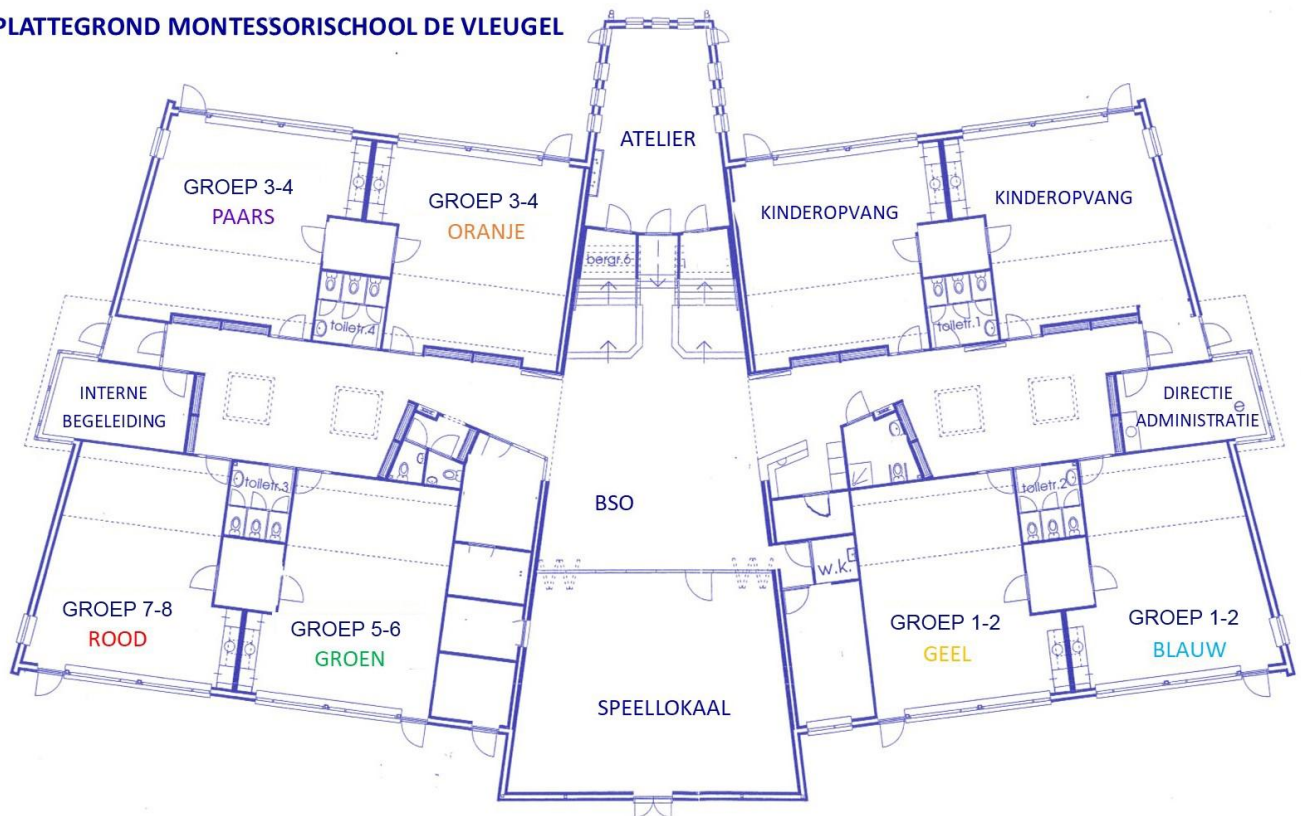 PLATTEGROND MONTESSORISCHOOL DE VLEUGEL
ATELIER
GROEP 3-4
PAARS
GROEP 3-4
ORANJE
KINDEROPVANG
KINDEROPVANG
bergr.6
toiletr.4
toiletr.1
INTERNE
BEGELEIDING
DIRECTIE
ADMINISTRATIE
toiletr.3
toiletr.2
BSO
w.k.
GROEP 7-8
ROOD
GROEP 5-6
GROEN
GROEP 1-2
GEEL
GROEP 1-2
BLAUW
SPEELLOKAAL